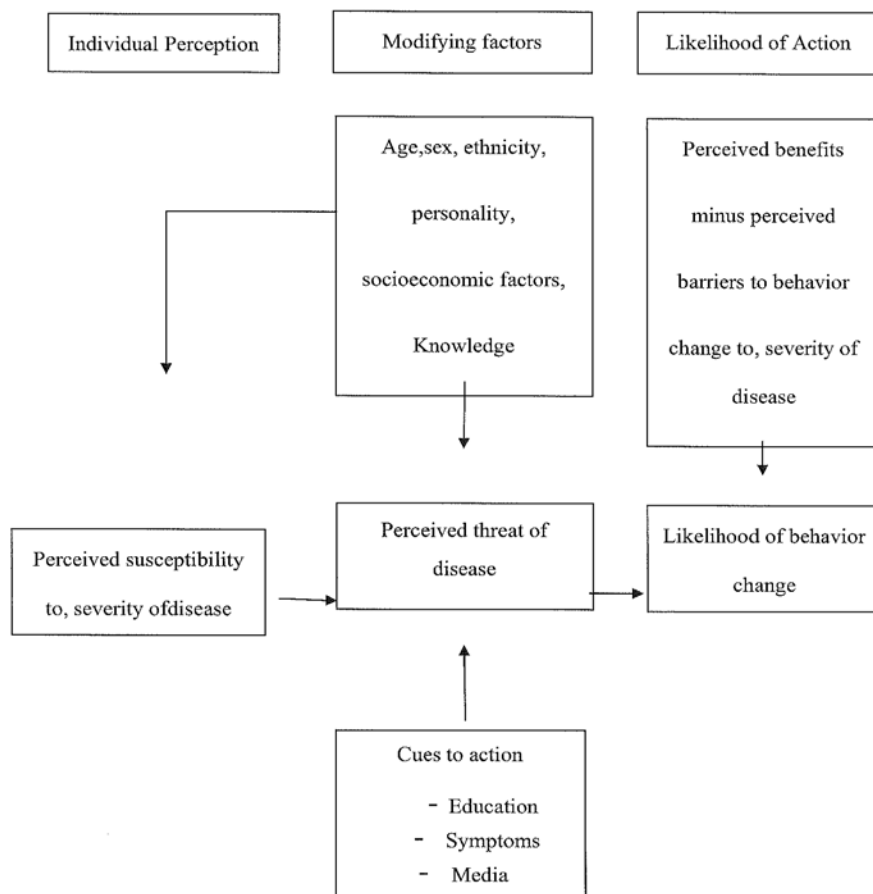 Individual Perception
Modifying factors
Likelihood of Action
Age,sex, ethnicity,
personality,
socioeconomic factors,
Knowledge
Perceived benefits
minus perceived
barriers to behavior
change to, severity of
disease
Perceived susceptibility
to, severity ofdisease
Perceived threat of
disease
Likelihood of behavior
change
Cues to action
- Education
- Symptoms
- Media